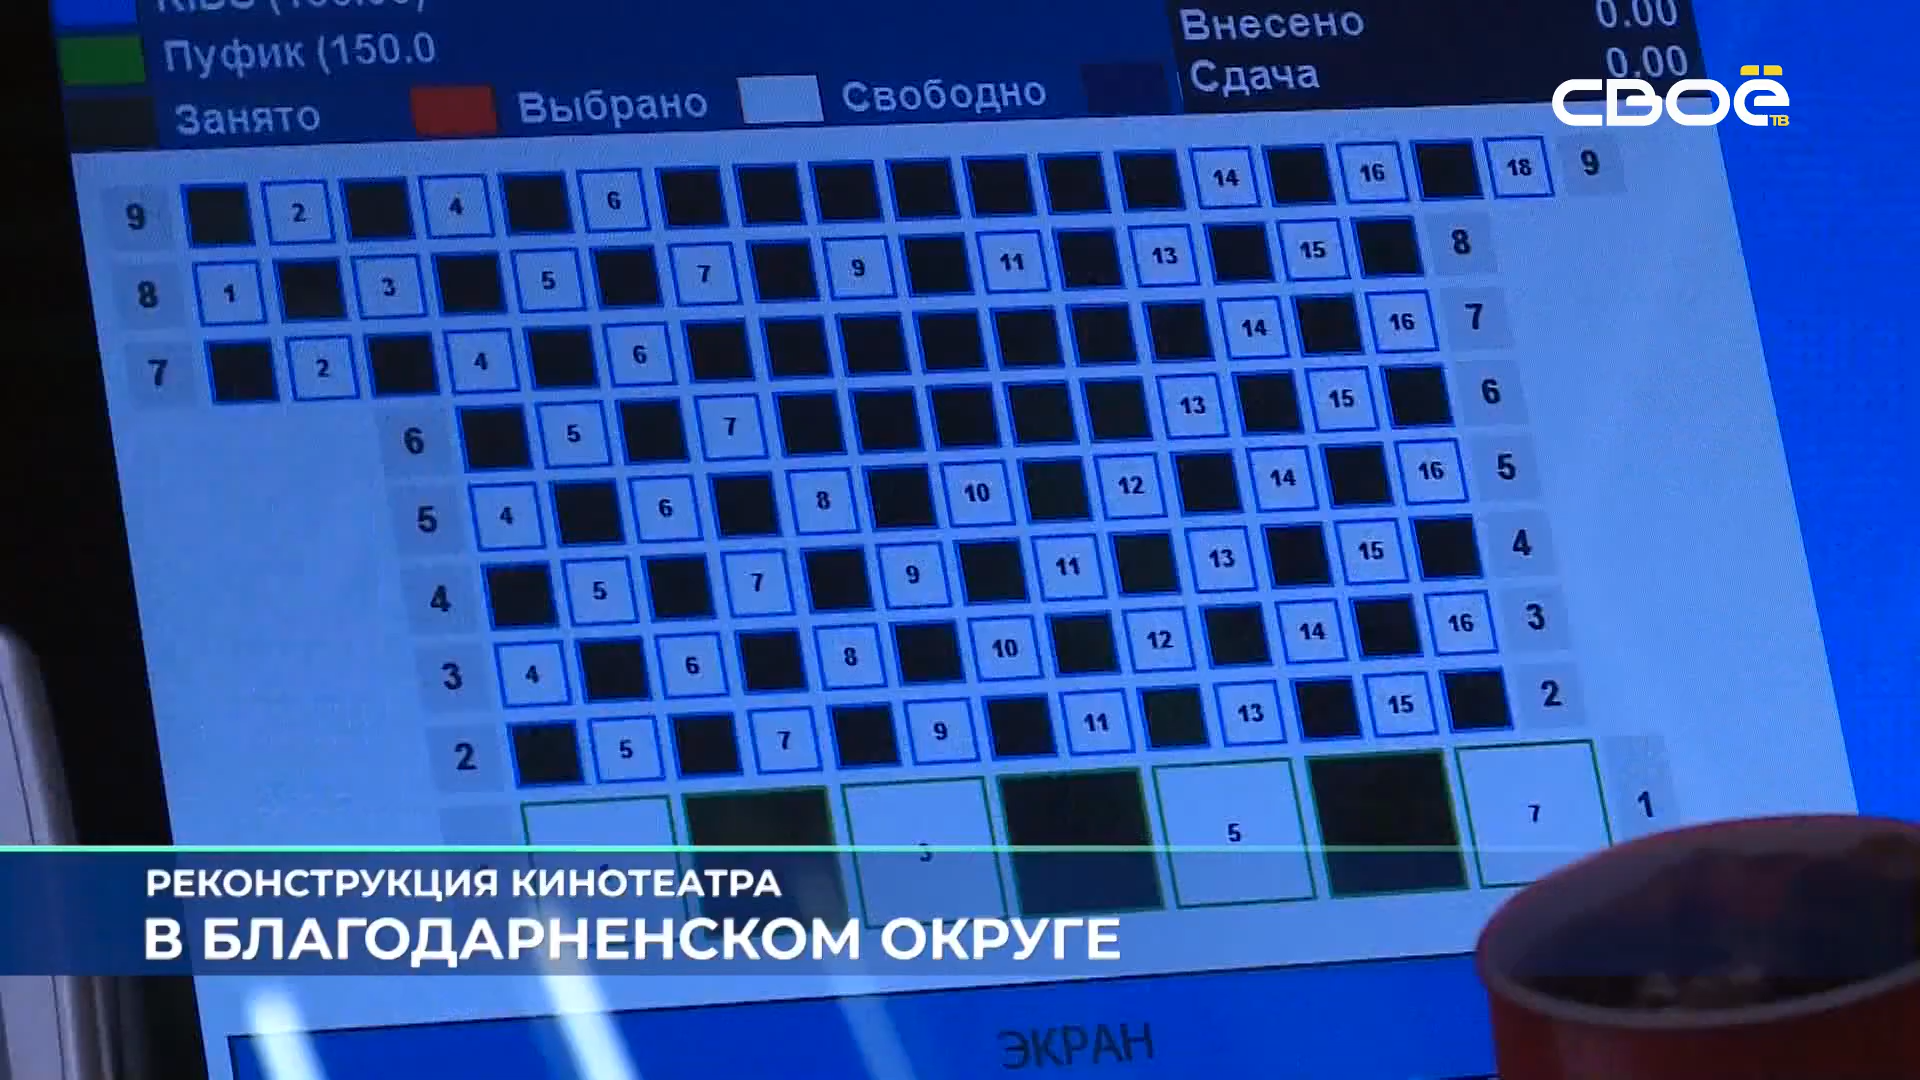 Пуфик (150.0
Внесено 0.00
Сдача 0.00
Занято Выбрано Свободно
СВОЁ ТВ
9 2 4 6 14 16 18 9
8 1 3 5 7 9 11 13 15 8
7 2 4 6 14 16 7
6 5 7 13 15 6
5 4 6 8 10 12 14 16 5
4 5 7 9 11 13 15 4
3 4 6 8 10 12 14 16 3
2 5 7 9 11 13 15 2
3 5 7 1
РЕКОНСТРУКЦИЯ КИНОТЕАТРА
В БЛАГОДАРНЕНСКОМ ОКРУГЕ
ЭКРАН